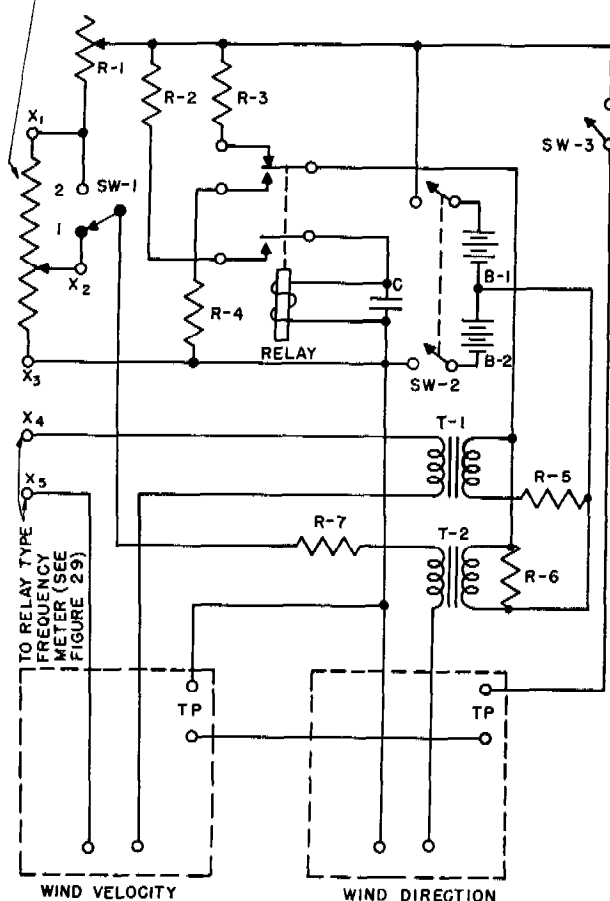 R-1
R-2
R-3
X1
SW-3
2
SW-1
1
X2
C
B-1
R-4
RELAY
B-2
X3
SW-2
X4
T-1
X5
R-5
R-7
T-2
R-6
TO RELAY TYPE
FREQUENCY
METER (SEE
FIGURE 29)
TP
TP
WIND VELOCITY
WIND DIRECTION